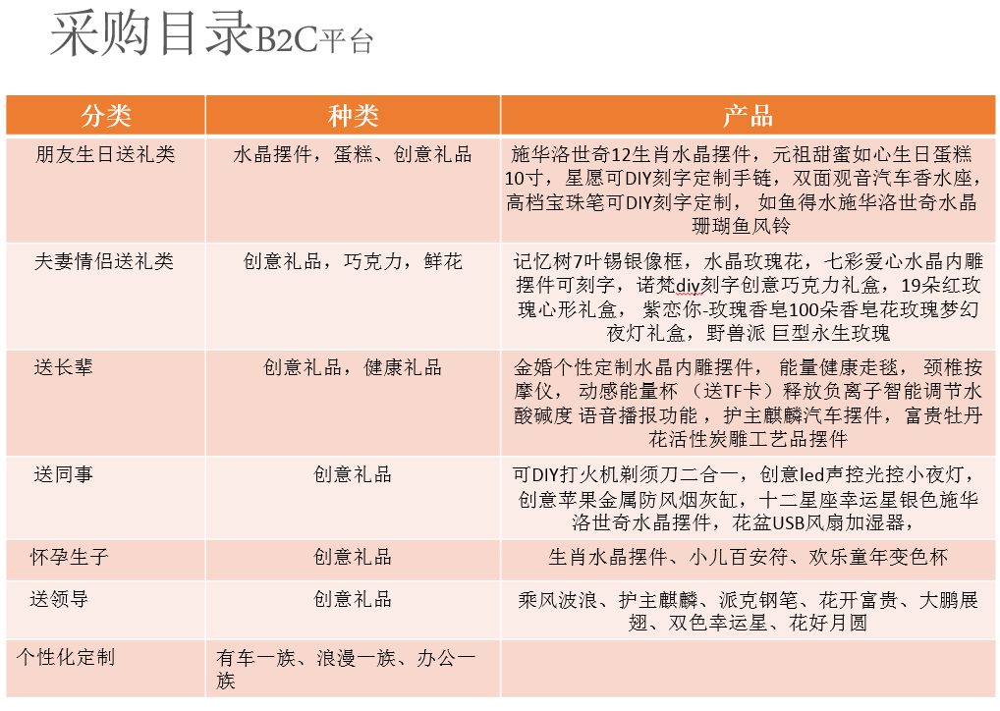 采购目录B2C平台
分类 种类 产品
朋友生日送礼类 水晶摆件，蛋糕、创意礼品 施华洛世奇12生肖水晶摆件，元祖甜蜜如心生日蛋糕
10寸，星愿可DIY刻字定制手链，双面观音汽车香水座，
高档宝珠笔可DIY刻字定制， 如鱼得水施华洛世奇水晶
珊瑚鱼风铃
夫妻情侣送礼类 创意礼品，巧克力，鲜花 记忆树7叶锡银像框，水晶玫瑰花，七彩爱心水晶内雕
摆件可刻字，诺梵diy刻字创意巧克力礼盒，19朵红玫
瑰心形礼盒， 紫恋你-玫瑰香皂100朵香皂花玫瑰梦幻
夜灯礼盒，野兽派 巨型永生玫瑰
送长辈 创意礼品，健康礼品 金婚个性定制水晶内雕摆件， 能量健康走毯， 颈椎按
摩仪， 动感能量杯 （送TF卡）释放负离子智能调节水
酸碱度 语音播报功能 ，护主麒麟汽车摆件，富贵牡丹
花活性炭雕工艺品摆件
送同事 创意礼品 可DIY打火机剃须刀二合一，创意led声控光控小夜灯，
创意苹果金属防风烟灰缸，十二星座幸运星银色施华
洛世奇水晶摆件，花盆USB风扇加湿器，
怀孕生子 创意礼品 生肖水晶摆件、小儿百安符、欢乐童年变色杯
送领导 创意礼品 乘风波浪、护主麒麟、派克钢笔、花开富贵、大鹏展
翅、双色幸运星、花好月圆
个性化定制 有车一族、浪漫一族、办公一
族